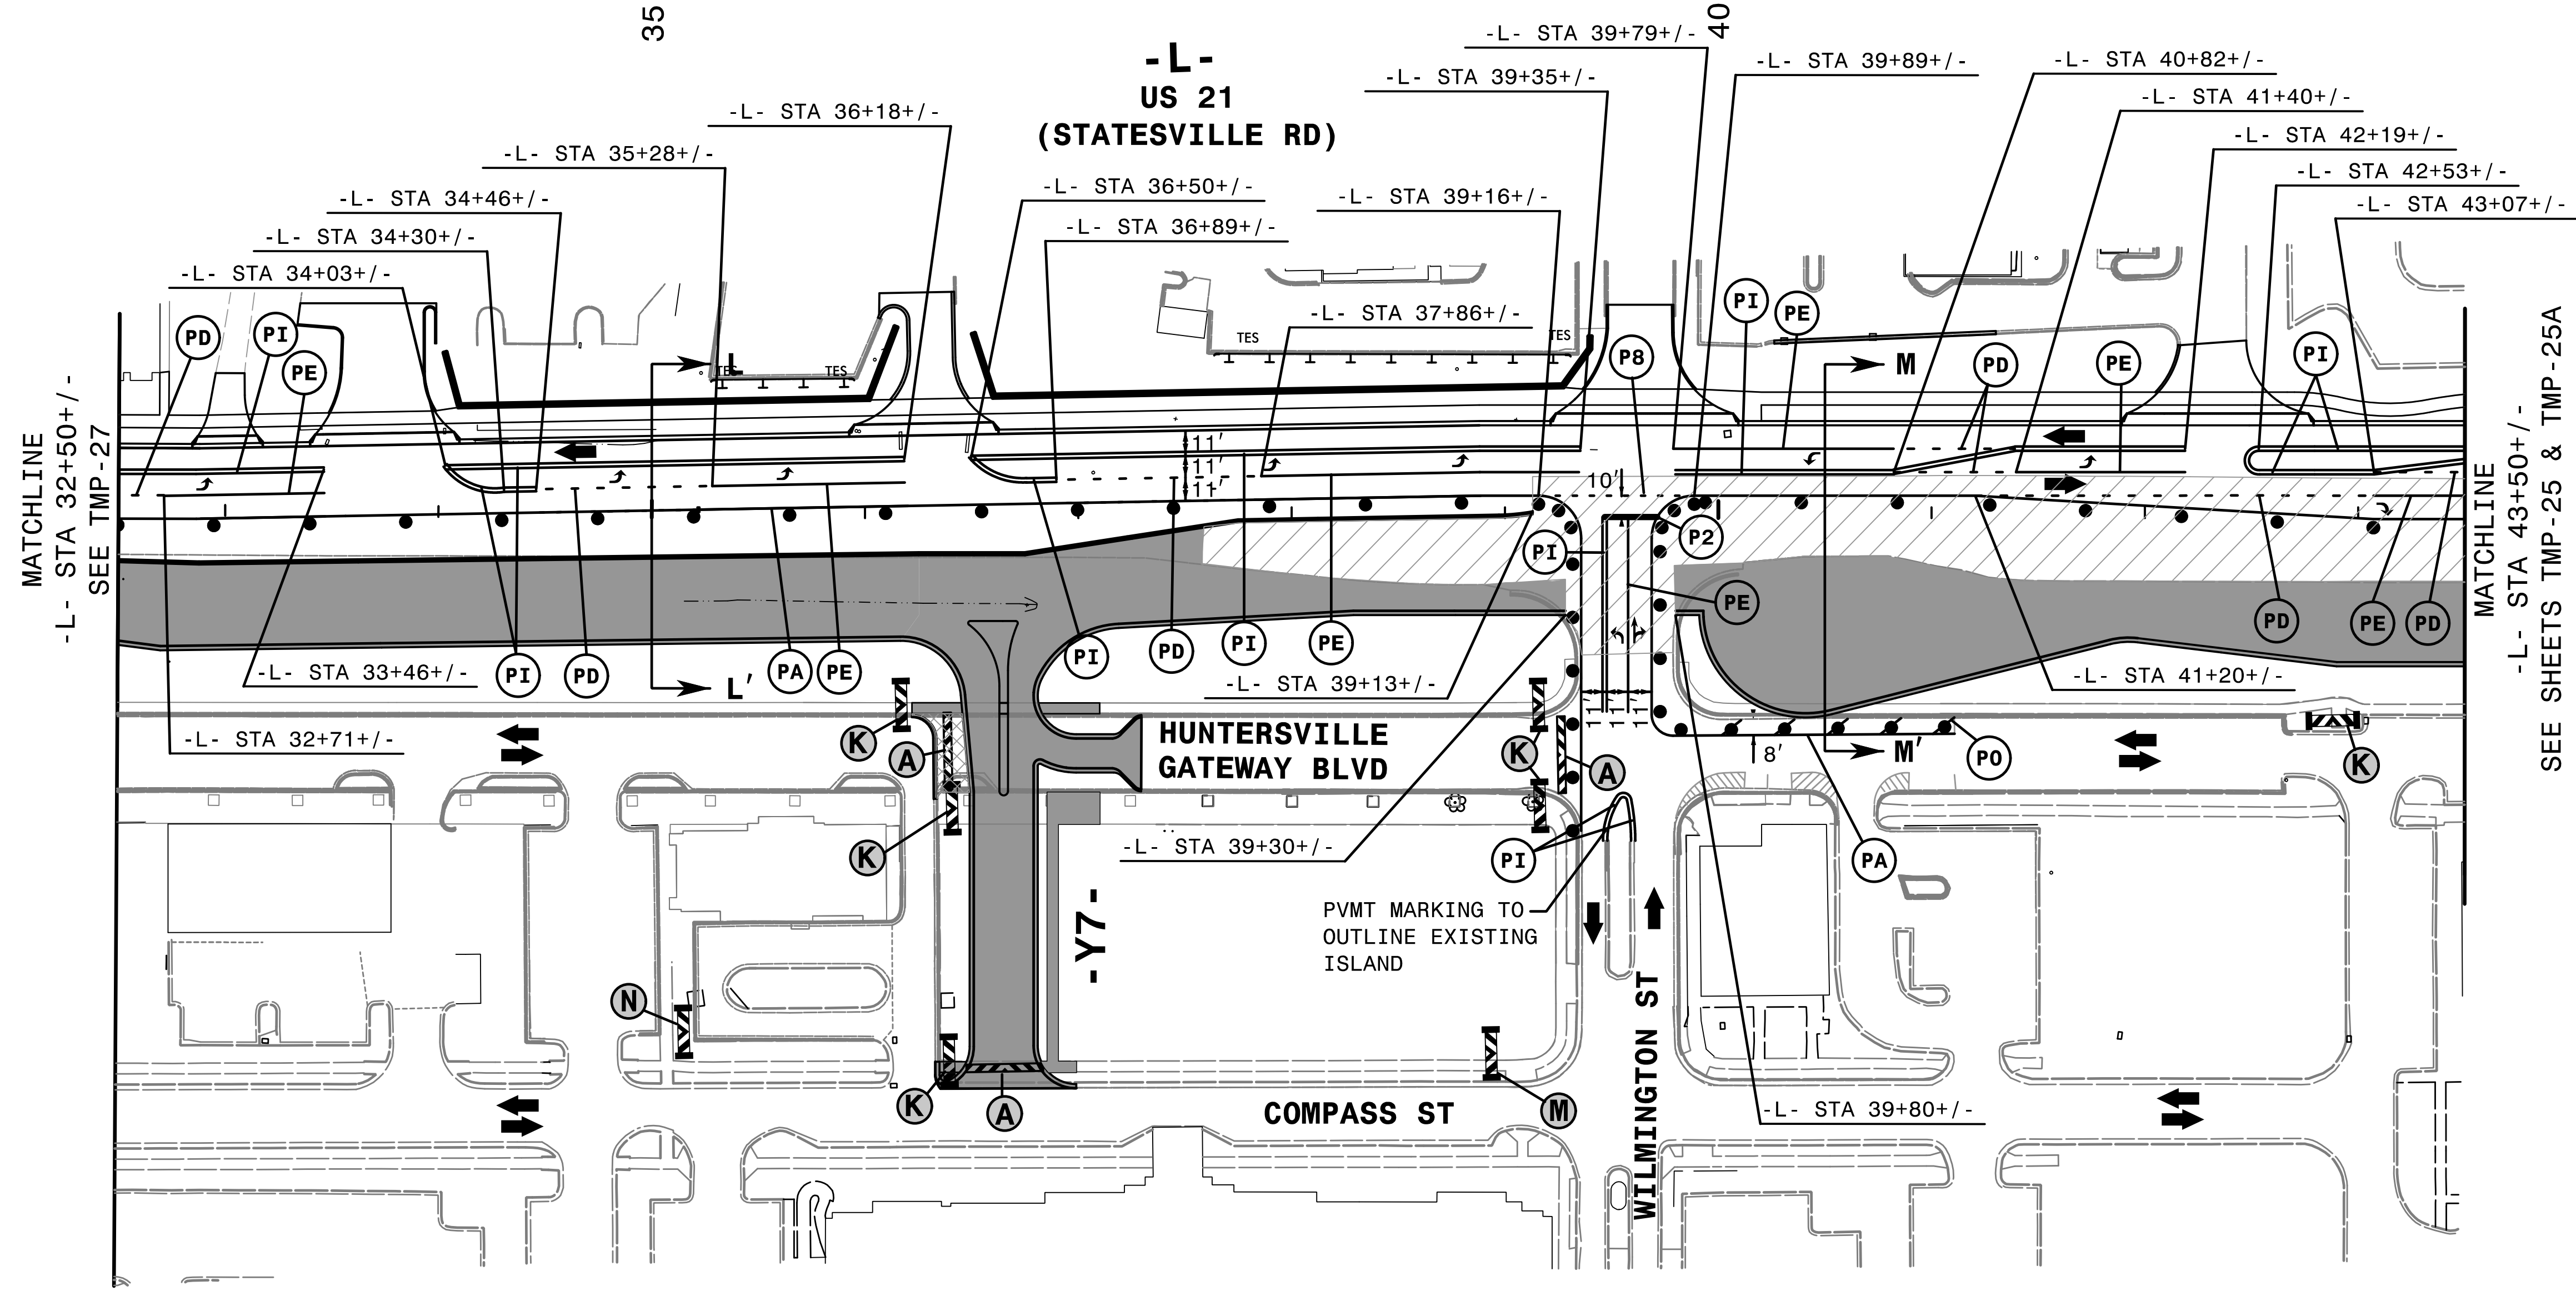 35
40
-L-
US 21
(STATESVILLE RD)
-L- STA 39+79+/-
-L- STA 39+35+/-
-L- STA 39+89+/-
-L- STA 40+82+/-
-L- STA 41+40+/-
-L- STA 42+19+/-
-L- STA 42+53+/-
-L- STA 43+07+/-
-L- STA 36+18+/-
-L- STA 35+28+/-
-L- STA 34+46+/-
-L- STA 34+30+/-
-L- STA 34+03+/-
-L- STA 36+50+/-
-L- STA 36+89+/-
-L- STA 39+16+/-
-L- STA 37+86+/-
MATCHLINE
-L- STA 32+50+/-
SEE TMP-27
PD
PI
PE
L
TES
TES
TES
TES
P8
PI
PE
M
PD
PE
PI
11'
11'
11'
10'
PI
P2
PE
PD
PE
PD
MATCHLINE
-L- STA 43+50+/-
SEE SHEETS TMP-25 & TMP-25A
-L- STA 33+46+/-
PI
PD
L'
PA
PE
PI
PD
PI
PE
-L- STA 39+13+/-
-L- STA 41+20+/-
11'
11'
11'
-L- STA 32+71+/-
K
A
HUNTERSVILLE
GATEWAY BLVD
K
A
8'
M'
PO
K
K
-L- STA 39+30+/-
PI
PA
-Y7-
PVMT MARKING TO
OUTLINE EXISTING
ISLAND
N
K
A
COMPASS ST
M
WILMINGTON ST
-L- STA 39+80+/-